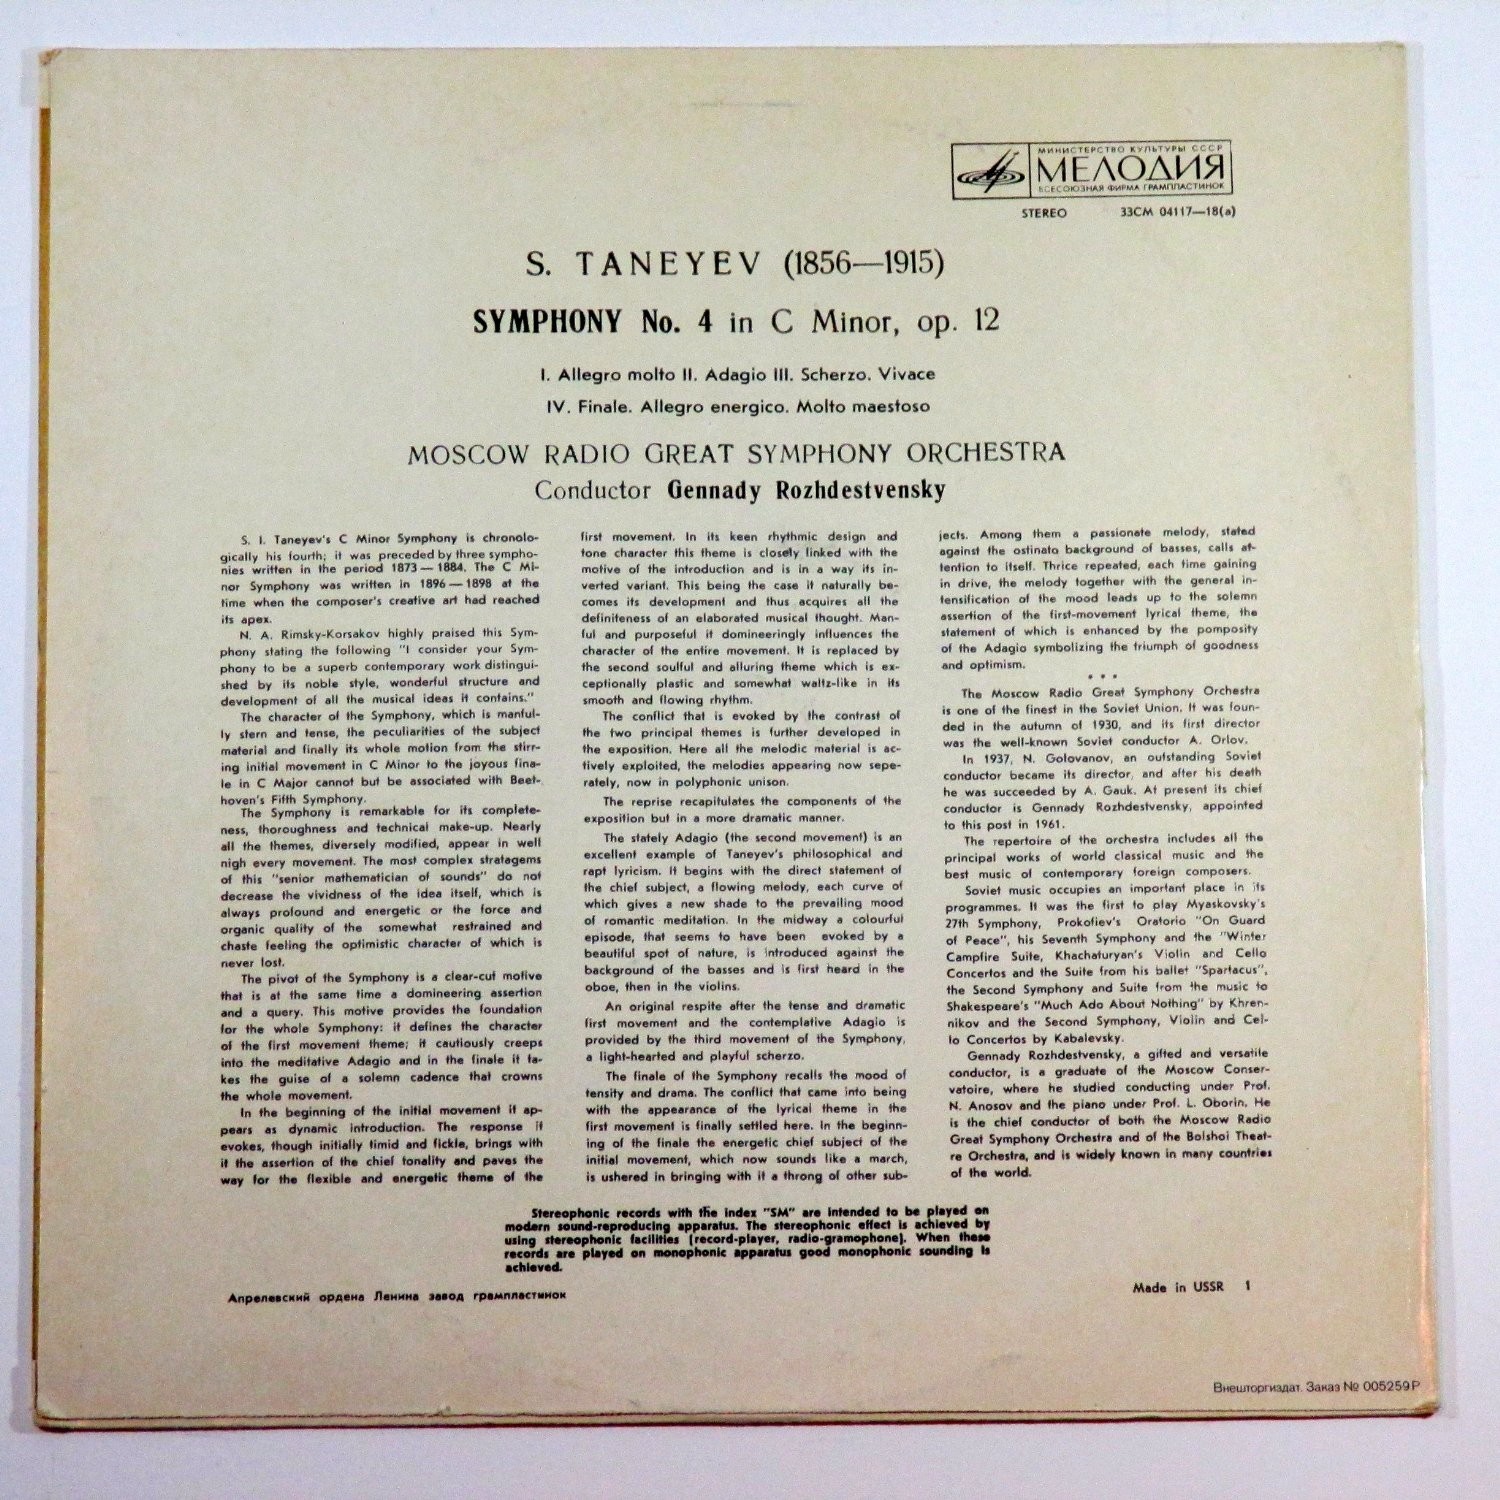 МИНИСТЕРСТВО КУЛЬТУРЫ СССР
МЕЛОДИЯ
ВСЕСОЮЗНАЯ ФИРМА ГРАМПЛАСТИНОК
STEREO 33СМ 04117—18(а)
S. TANEYEV (1856—1915)
SYMPHONY No. 4 in C Minor, op. 12
I. Allegro molto II. Adagio III. Scherzo. Vivace
IV. Finale. Allegro energico. Molto maestoso
MOSCOW RADIO GREAT SYMPHONY ORCHESTRA
Conductor Gennady Rozhdestvensky
S. I. Taneyev's C Minor Symphony is chronolo-
gically his fourth; it was preceded by three sympho-
nies written in the period 1873—1884. The C Mi-
nor Symphony was written in 1896—1898 at the
time when the composer's creative art had reached
its apex.
N. A. Rimsky-Korsakov highly praised this Sym-
phony stating the following "I consider your Sym-
phony to be a superb contemporary work distingui-
shed by its noble style, wonderful structure and
development of all the musical ideas it contains."
The character of the Symphony, which is manful-
ly stern and tense, the peculiarities of the subject
material and finally its whole motion from the stirr-
ing initial movement in C Minor to the joyous fina-
le in C Major cannot but be associated with Beet-
hoven's Fifth Symphony.
The Symphony is remarkable for its complete-
ness, thoroughness and technical make-up. Nearly
all the themes, diversely modified, appear in well
nigh every movement. The most complex stratagems
of this "senior mathematician of sounds" do not
decrease the vividness of the idea itself, which is
always profound and energetic or the force and
organic quality of the somewhat restrained and
chaste feeling the optimistic character of which is
never lost.
The pivot of the Symphony is a clear-cut motive
that is at the same time a domineering assertion
and a query. This motive provides the foundation
for the whole Symphony: it defines the character
of the first movement theme; it cautiously creeps
into the meditative Adagio and in the finale it ta-
kes the guise of a solemn cadence that crowns
the whole movement.
In the beginning of the initial movement it ap-
pears as dynamic introduction. The response it
evokes, though initially timid and fickle, brings with
it the assertion of the chief tonality and paves the
way for the flexible and energetic theme of the
first movement. In its keen rhythmic design and
tone character this theme is closely linked with the
motive of the introduction and is in a way its in-
verted variant. This being the case it naturally be-
comes its development and thus acquires all the
definiteness of an elaborated musical thought. Man-
ful and purposeful it domineeringly influences the
character of the entire movement. It is replaced by
the second soulful and alluring theme which is ex-
ceptionally plastic and somewhat waltz-like in its
smooth and flowing rhythm.
The conflict that is evoked by the contrast of
the two principal themes is further developed in
the exposition. Here all the melodic material is ac-
tively exploited, the melodies appearing now sepe-
rately, now in polyphonic unison.
The reprise recapitulates the components of the
exposition but in a more dramatic manner.
The stately Adagio (the second movement) is an
excellent example of Taneyev's philosophical and
rapt lyricism. It begins with the direct statement of
the chief subject, a flowing melody, each curve of
which gives a new shade to the prevailing mood
of romantic meditation. In the midway a colourful
episode, that seems to have been evoked by a
beautiful spot of nature, is introduced against the
background of the basses and is first heard in the
oboe, then in the violins.
An original respite after the tense and dramatic
first movement and the contemplative Adagio is
provided by the third movement of the Symphony,
a light-hearted and playful scherzo.
The finale of the Symphony recalls the mood of
tensity and drama. The conflict that came into being
with the appearance of the lyrical theme in the
first movement is finally settled here. In the beginn-
ing of the finale the energetic chief subject of the
initial movement, which now sounds like a march,
is ushered in bringing with it a throng of other sub-
jects. Among them a passionate melody, stated
against the ostinato background of basses, calls at-
tention to itself. Thrice repeated, each time gaining
in drive, the melody together with the general in-
tensification of the mood leads up to the solemn
assertion of the first-movement lyrical theme, the
statement of which is enhanced by the pomposity
of the Adagio symbolizing the triumph of goodness
and optimism.
* * *
The Moscow Radio Great Symphony Orchestra
is one of the finest in the Soviet Union. It was foun-
ded in the autumn of 1930, and its first director
was the well-known Soviet conductor A. Orlov.
In 1937, N. Golovanov, an outstanding Soviet
conductor became its director, and after his death
he was succeeded by A. Gauk. At present its chief
conductor is Gennady Rozhdestvensky, appointed
to this post in 1961.
The repertoire of the orchestra includes all the
principal works of world classical music and the
best music of contemporary foreign composers.
Soviet music occupies an important place in its
programmes. It was the first to play Myaskovsky's
27th Symphony, Prokofiev's Oratorio "On Guard
of Peace", his Seventh Symphony and the "Winter
Campfire Suite, Khachaturyan's Violin and Cello
Concertos and the Suite from his ballet "Spartacus",
the Second Symphony and Suite from the music to
Shakespeare's "Much Ado About Nothing" by Khren-
nikov and the Second Symphony, Violin and Cel-
lo Concertos by Kabalevsky.
Gennady Rozhdestvensky, a gifted and versatile
conductor, is a graduate of the Moscow Conser-
vatoire, where he studied conducting under Prof.
N. Anosov and the piano under Prof. L. Oborin. He
is the chief conductor of both the Moscow Radio
Great Symphony Orchestra and of the Bolshoi Theat-
re Orchestra, and is widely known in many countries
of the world.
Stereophonic records with the index "SM" are intended to be played on
modern sound-reproducing apparatus. The stereophonic effect is achieved by
using stereophonic facilities (record-player, radio-gramophone). When these
records are played on monophonic apparatus good monophonic sounding is
achieved.
Апрелевский ордена Ленина завод грампластинок
Made in USSR 1
Внешторгиздат. Заказ № 005259Р